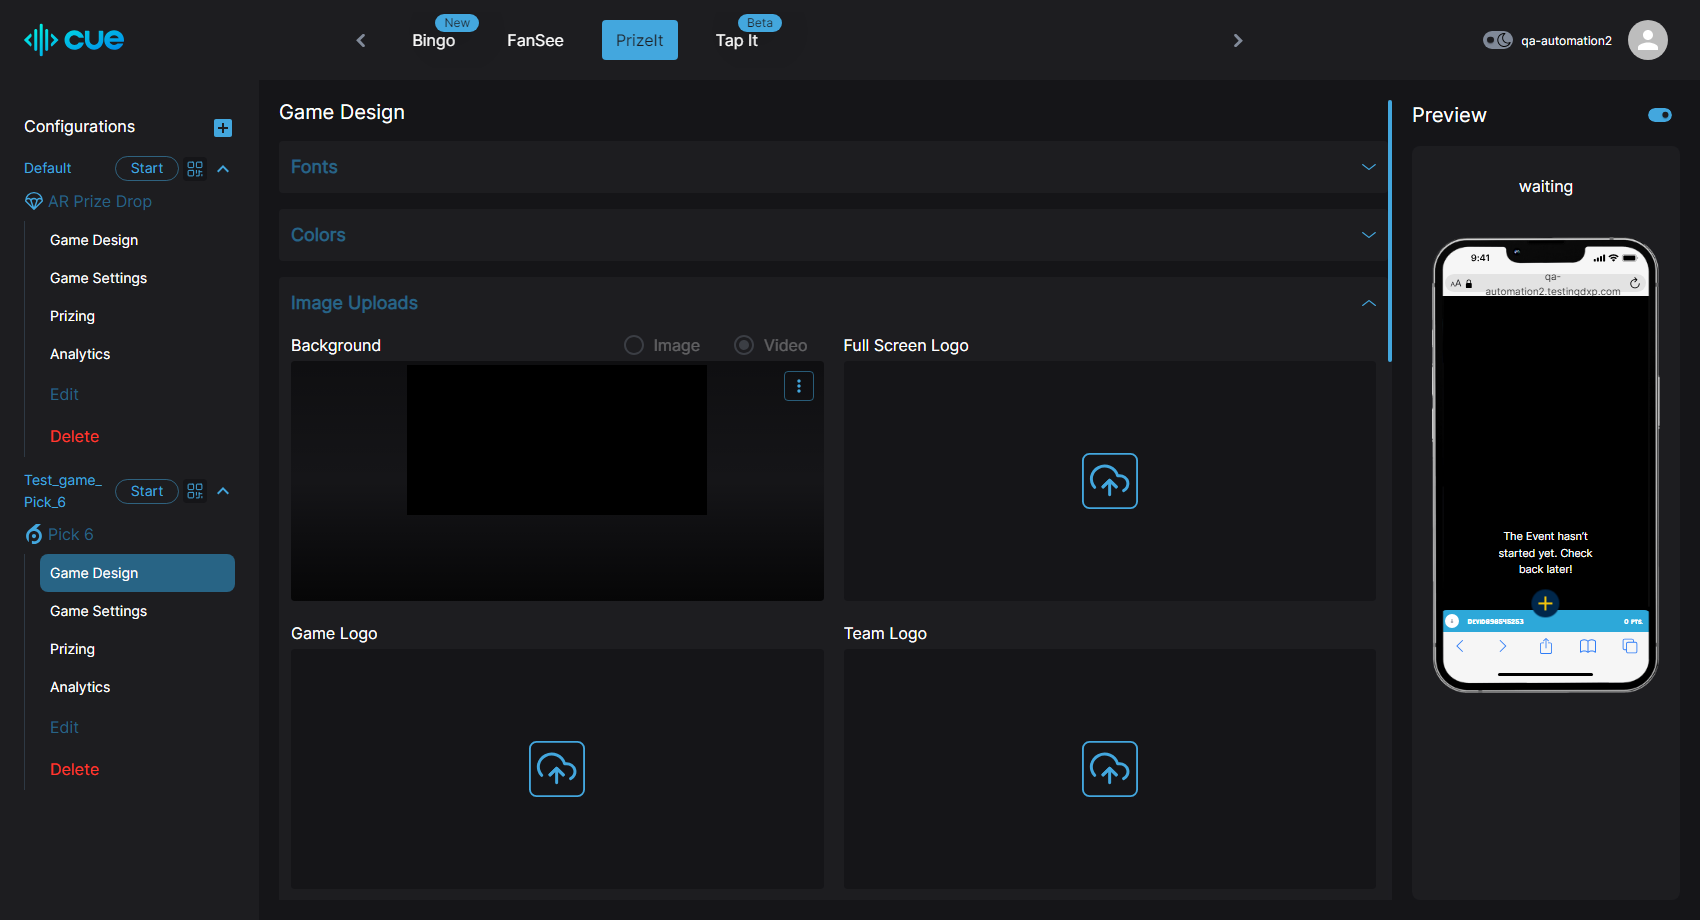 cue
New
Bingo
FanSee
PrizeIt
Beta
Tap It
qa-automation2
Configurations
Default
Start
AR Prize Drop
Game Design
Game Settings
Prizing
Analytics
Edit
Delete
Test_game_
Pick_6
Start
Pick 6
Game Design
Game Settings
Prizing
Analytics
Edit
Delete
Game Design
Fonts
Colors
Image Uploads
Background
Image
Video
Full Screen Logo
Game Logo
Team Logo
Preview
waiting
9:41
AA
qa-
automation2.testingdxp.com
The Event hasn't
started yet. Check
back later!
0 PTS.